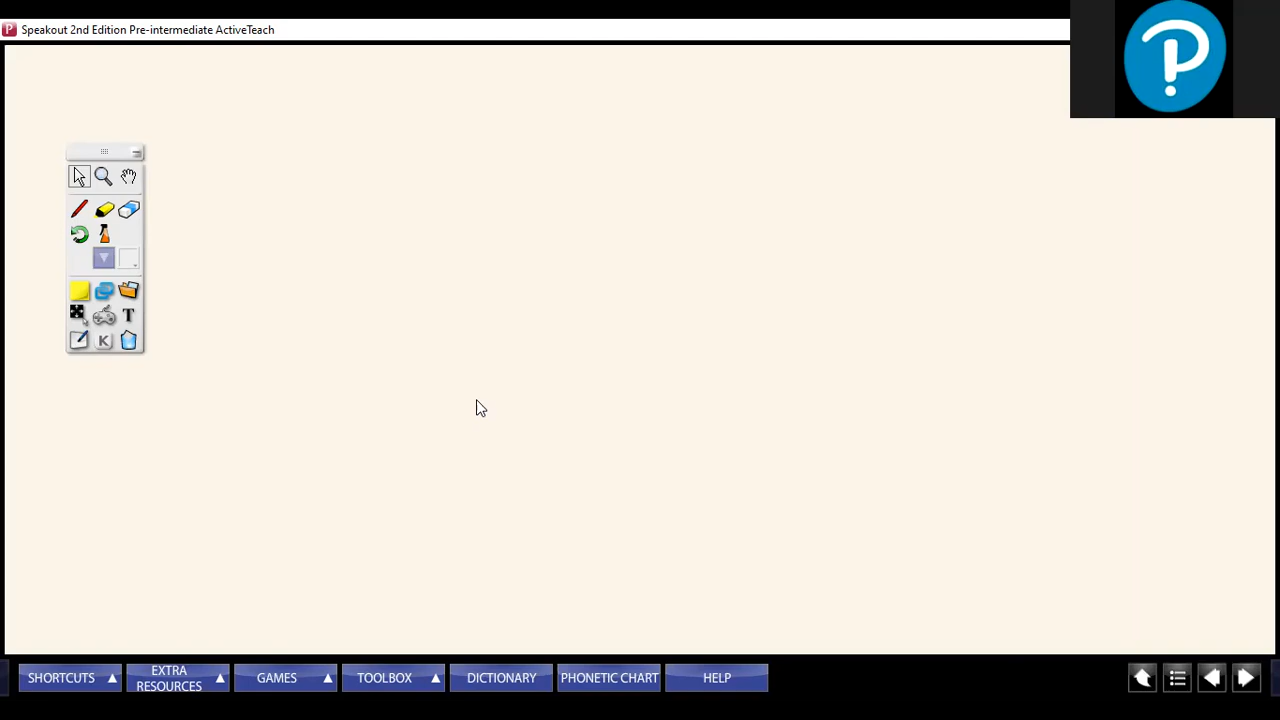 Speakout 2nd Edition Pre-intermediate ActiveTeach
T
K
SHORTCUTS
EXTRA
RESOURCES
GAMES
TOOLBOX
DICTIONARY
PHONETIC CHART
HELP